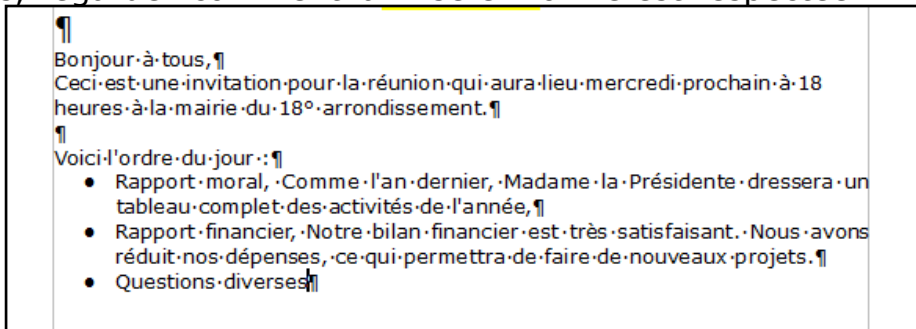 ¶
Bonjour·à·tous,¶
Ceci·est·une·invitation·pour·la·réunion·qui·aura·lieu·mercredi·prochain·à·18
heures·à·la·mairie·du·18°·arrondissement.¶
¶
Voici·l'ordre·du·jour·:¶
• Rapport·moral,·Comme·l'an·dernier,·Madame·la·Présidente·dressera·un
tableau·complet·des·activités·de·l'année,¶
• Rapport·financier,·Notre·bilan·financier·est·très·satisfaisant.·Nous·avons
réduit·nos·dépenses,·ce·qui·permettra·de·faire·de·nouveaux·projets.¶
• Questions·diverses¶